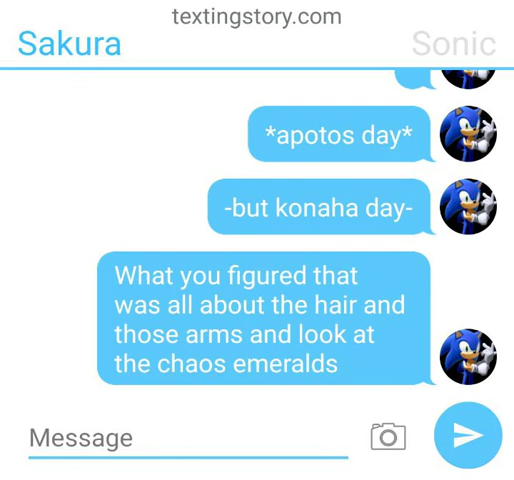 textingstory.com
Sakura
Sonic
*apotos day*
-but konaha day-
What you figured that
was all about the hair and
those arms and look at
the chaos emeralds
Message